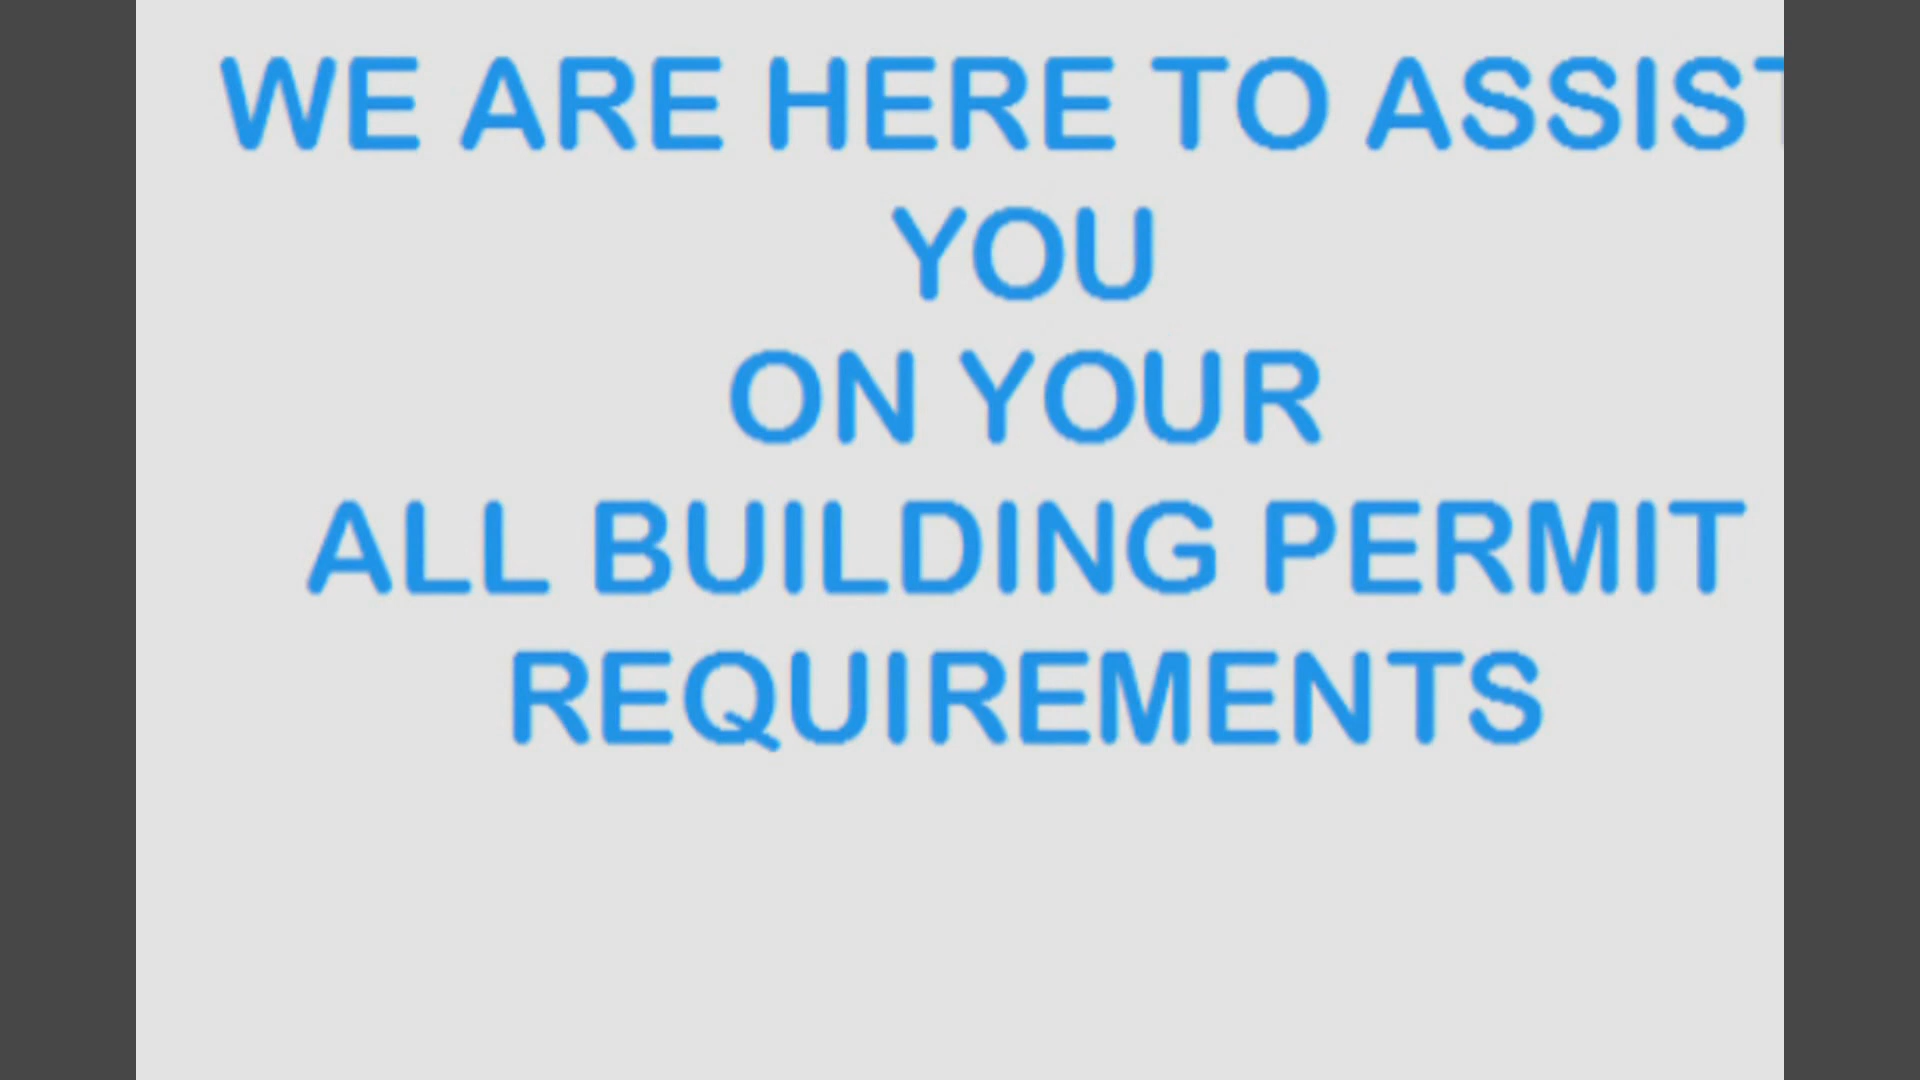 WE ARE HERE TO ASSIST
YOU
ON YOUR
ALL BUILDING PERMIT
REQUIREMENTS